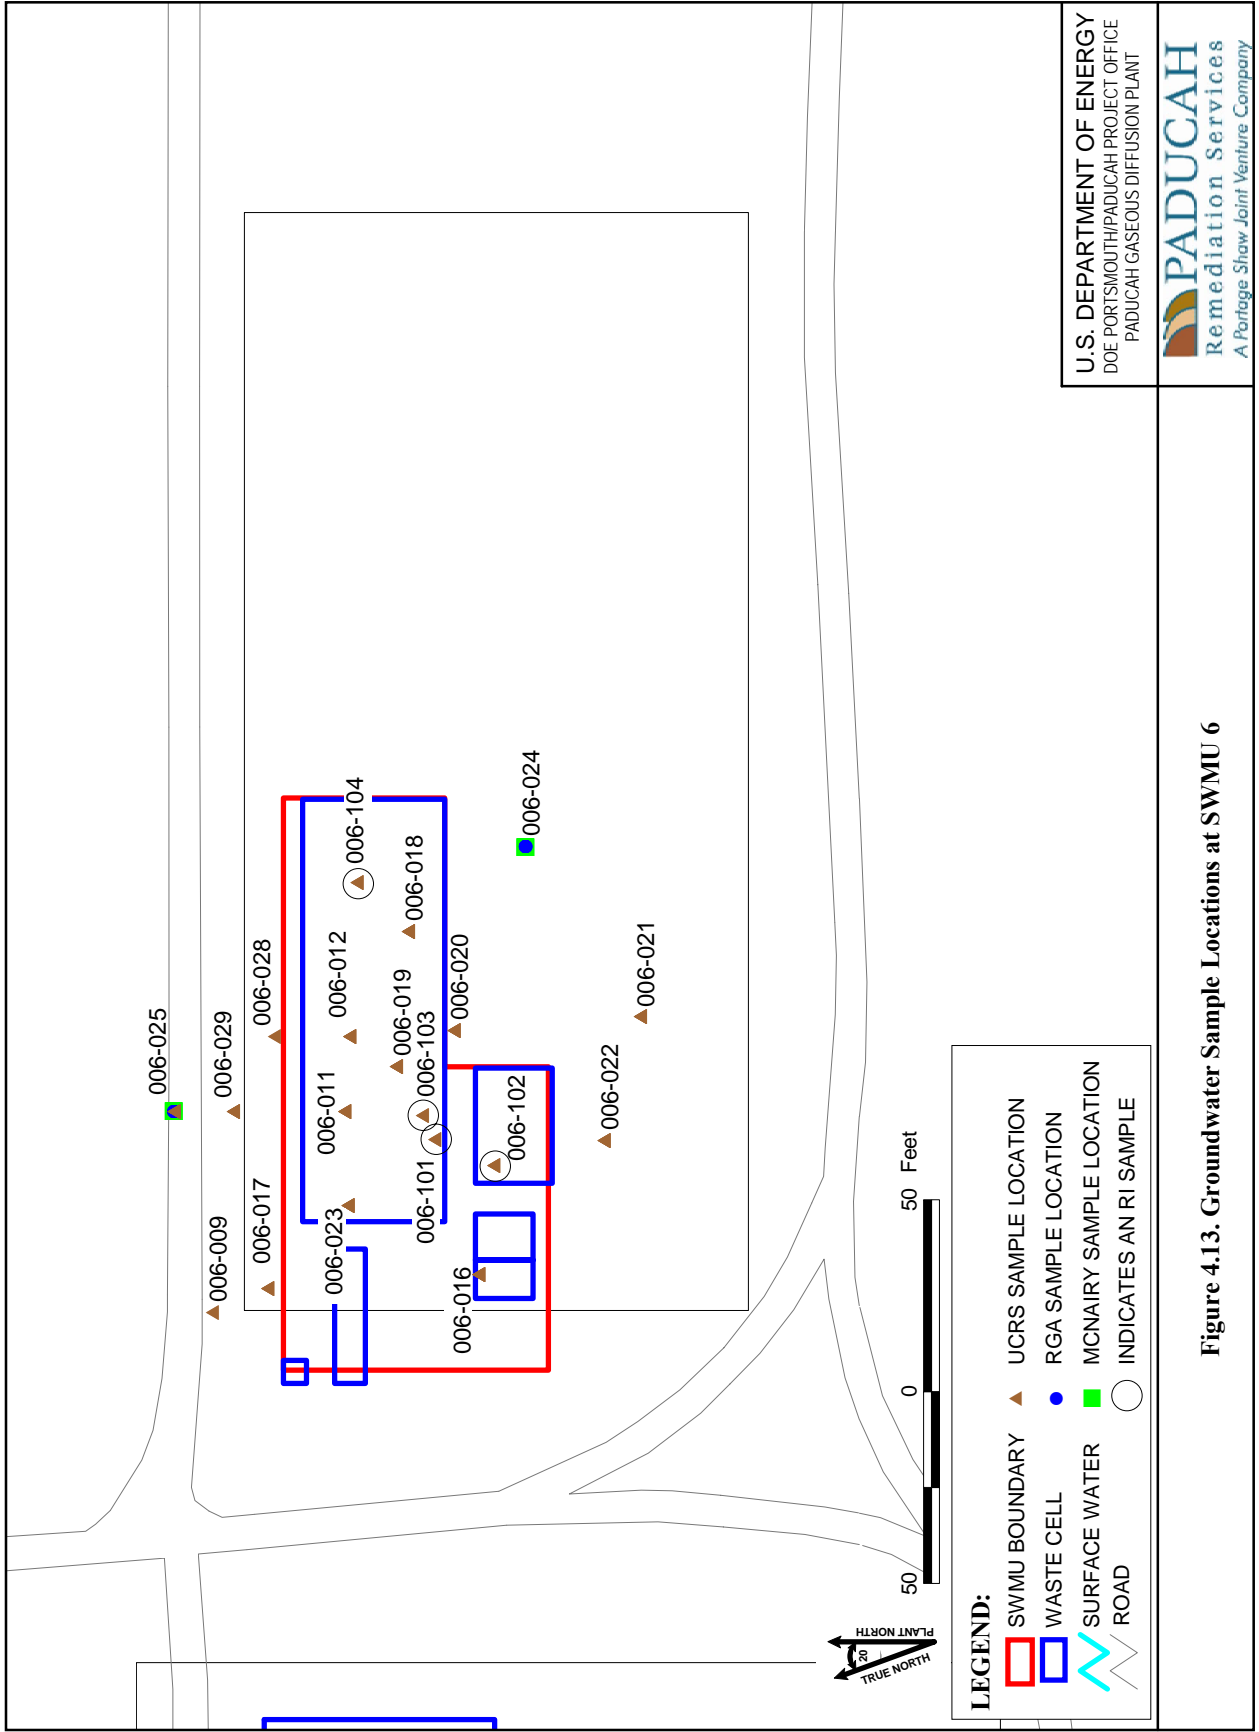 006-025
006-029
006-009
006-028
006-017
006-012
006-011
006-104
006-023
006-018
006-019
006-103
006-101
006-020
006-102
006-016
006-024
006-021
006-022
PLANT NORTH
20
TRUE NORTH
50 0 50 Feet
LEGEND:
SWMU BOUNDARY
WASTE CELL
SURFACE WATER
ROAD
UCRS SAMPLE LOCATION
RGA SAMPLE LOCATION
MCNAIRY SAMPLE LOCATION
INDICATES AN RI SAMPLE
U.S. DEPARTMENT OF ENERGY
DOE PORTSMOUTH/PADUCAH PROJECT OFFICE
PADUCAH GASEOUS DIFFUSION PLANT
PADUCAH
Remediation Services
A Portage Shaw Joint Venture Company
Figure 4.13. Groundwater Sample Locations at SWMU 6